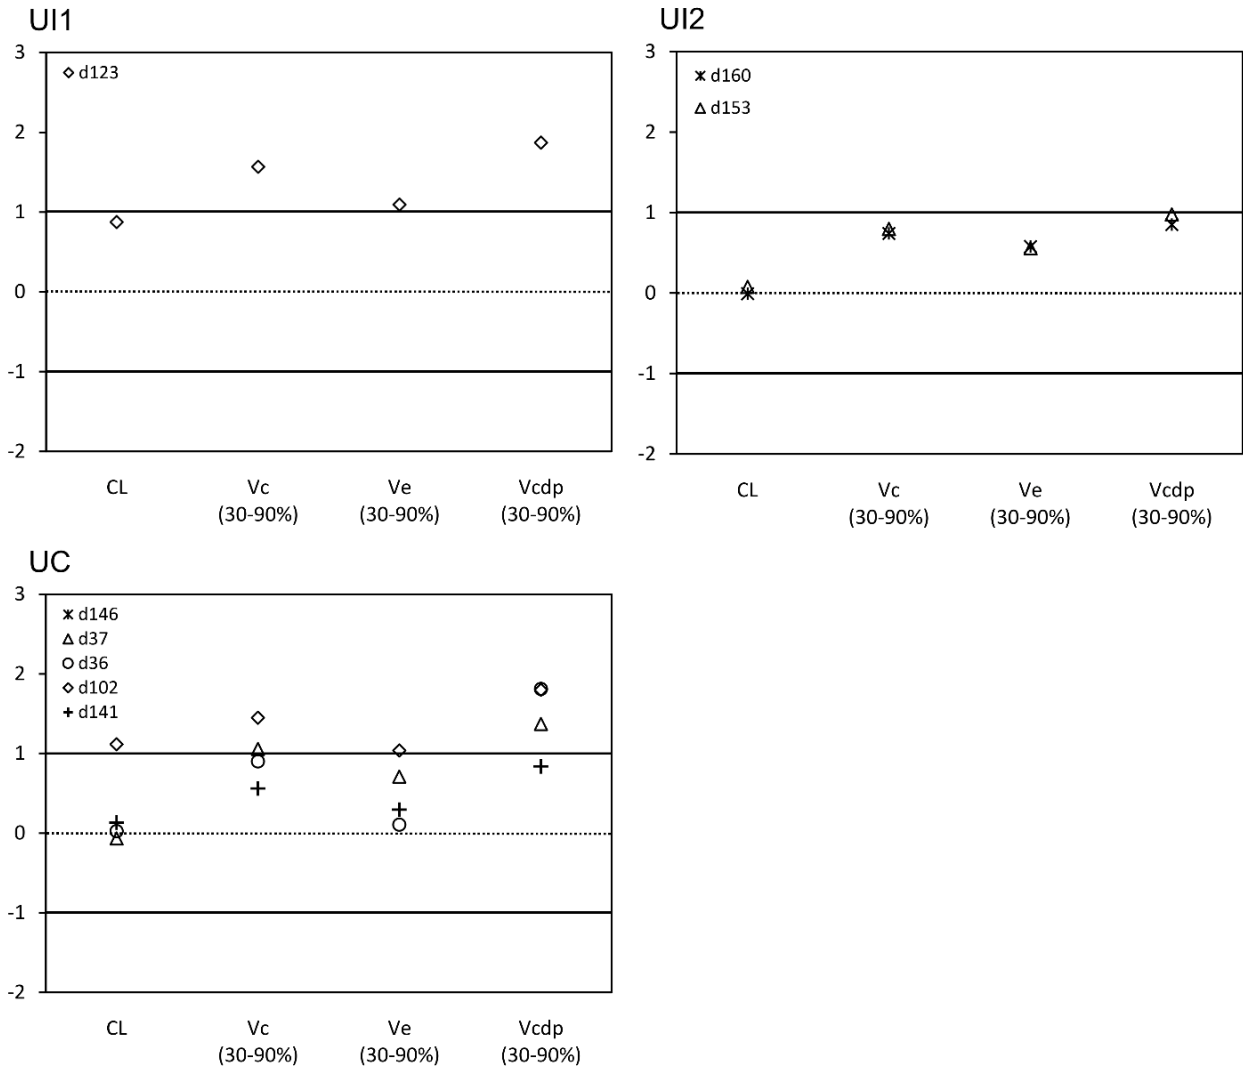 UI1
3
2
1
0
-1
-2
d123
CL Vc Ve Vcdp
(30-90%) (30-90%) (30-90%)
UI2
3
2
1
0
-1
-2
d160
d153
CL Vc Ve Vcdp
(30-90%) (30-90%) (30-90%)
UC
3
2
1
0
-1
-2
d146
d37
d36
d102
d141
CL Vc Ve Vcdp
(30-90%) (30-90%) (30-90%)